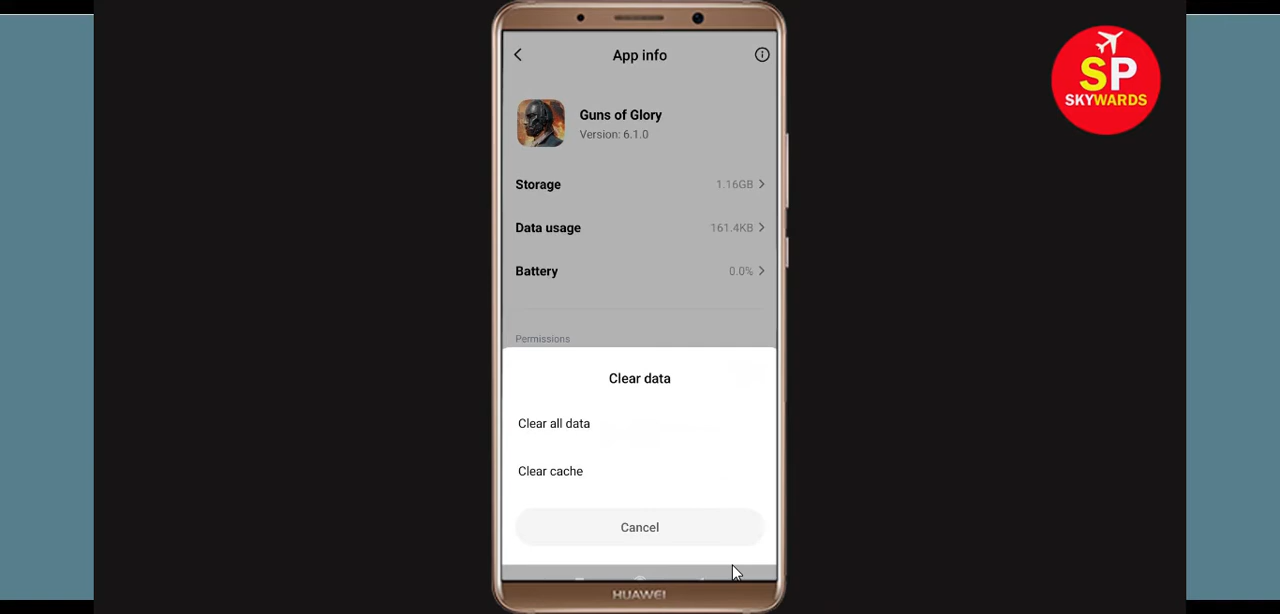 App info
SP
SKYWARDS
Guns of Glory
Version: 6.1.0
Storage 1.16GB
Data usage 161.4KB
Battery 0.0%
Permissions
Clear data
Clear all data
Clear cache
Cancel
HUAWEI